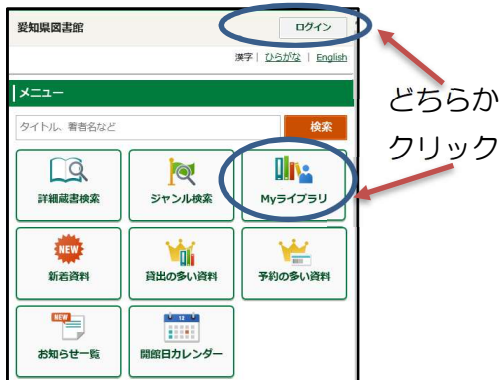 愛知県図書館
ログイン
漢字 | ひらがな | English
メニュー
タイトル、著者名など
検索
詳細蔵書検索
ジャンル検索
Myライブラリ
NEW
新着資料
貸出の多い資料
予約の多い資料
NEW
お知らせ一覧
12
開館日カレンダー
どちらか
クリック